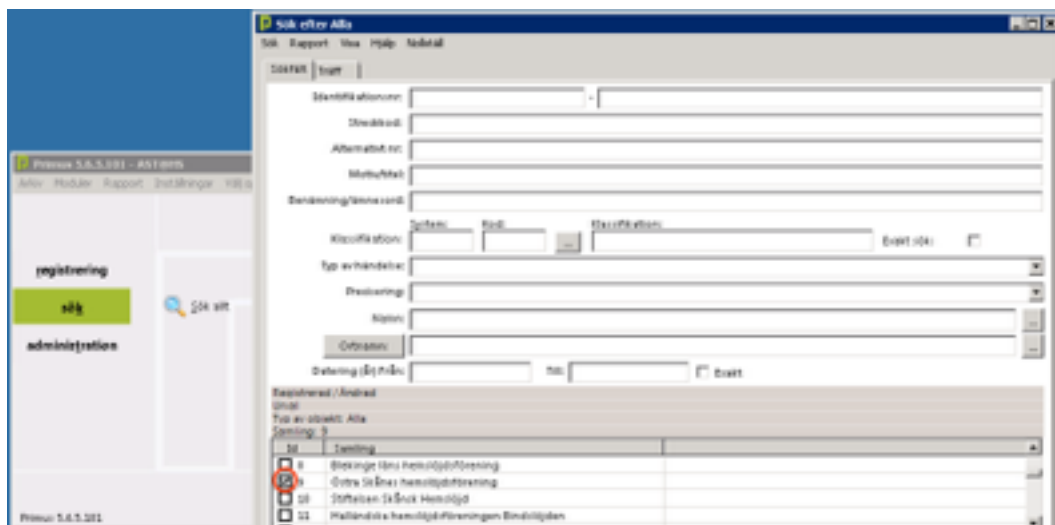 Sök efter Alla
Sök Rapport Visa Hjälp Nollställ
Sökfält Träff
Identifikationsnr: -
Streckkod:
Alternativt nr:
Motiv/titel:
Benämning/ämnesord:
System: Kod: Klassifikation:
Klassifikation: ... Exakt sök:
Typ av händelse:
Precisering:
Namn: ...
Ortnamn: ...
Datering (år) Från: Till: Exakt
Registrerad / Ändrad
Urval
Typ av objekt: Alla
Samling: 9
Id Samling
8 Blekinge läns hemslöjdsförening
9 Östra Skånes hemslöjdsförening
10 Stiftelsen Skånsk Hemslöjd
11 Halländska hemslöjdsföreningen Bindslöjden
Primus 5.6.5.101 -
Arkiv Moduler Rapport Inställningar
registrering
sök
administration
Sök allt
Primus 5.6.5.101